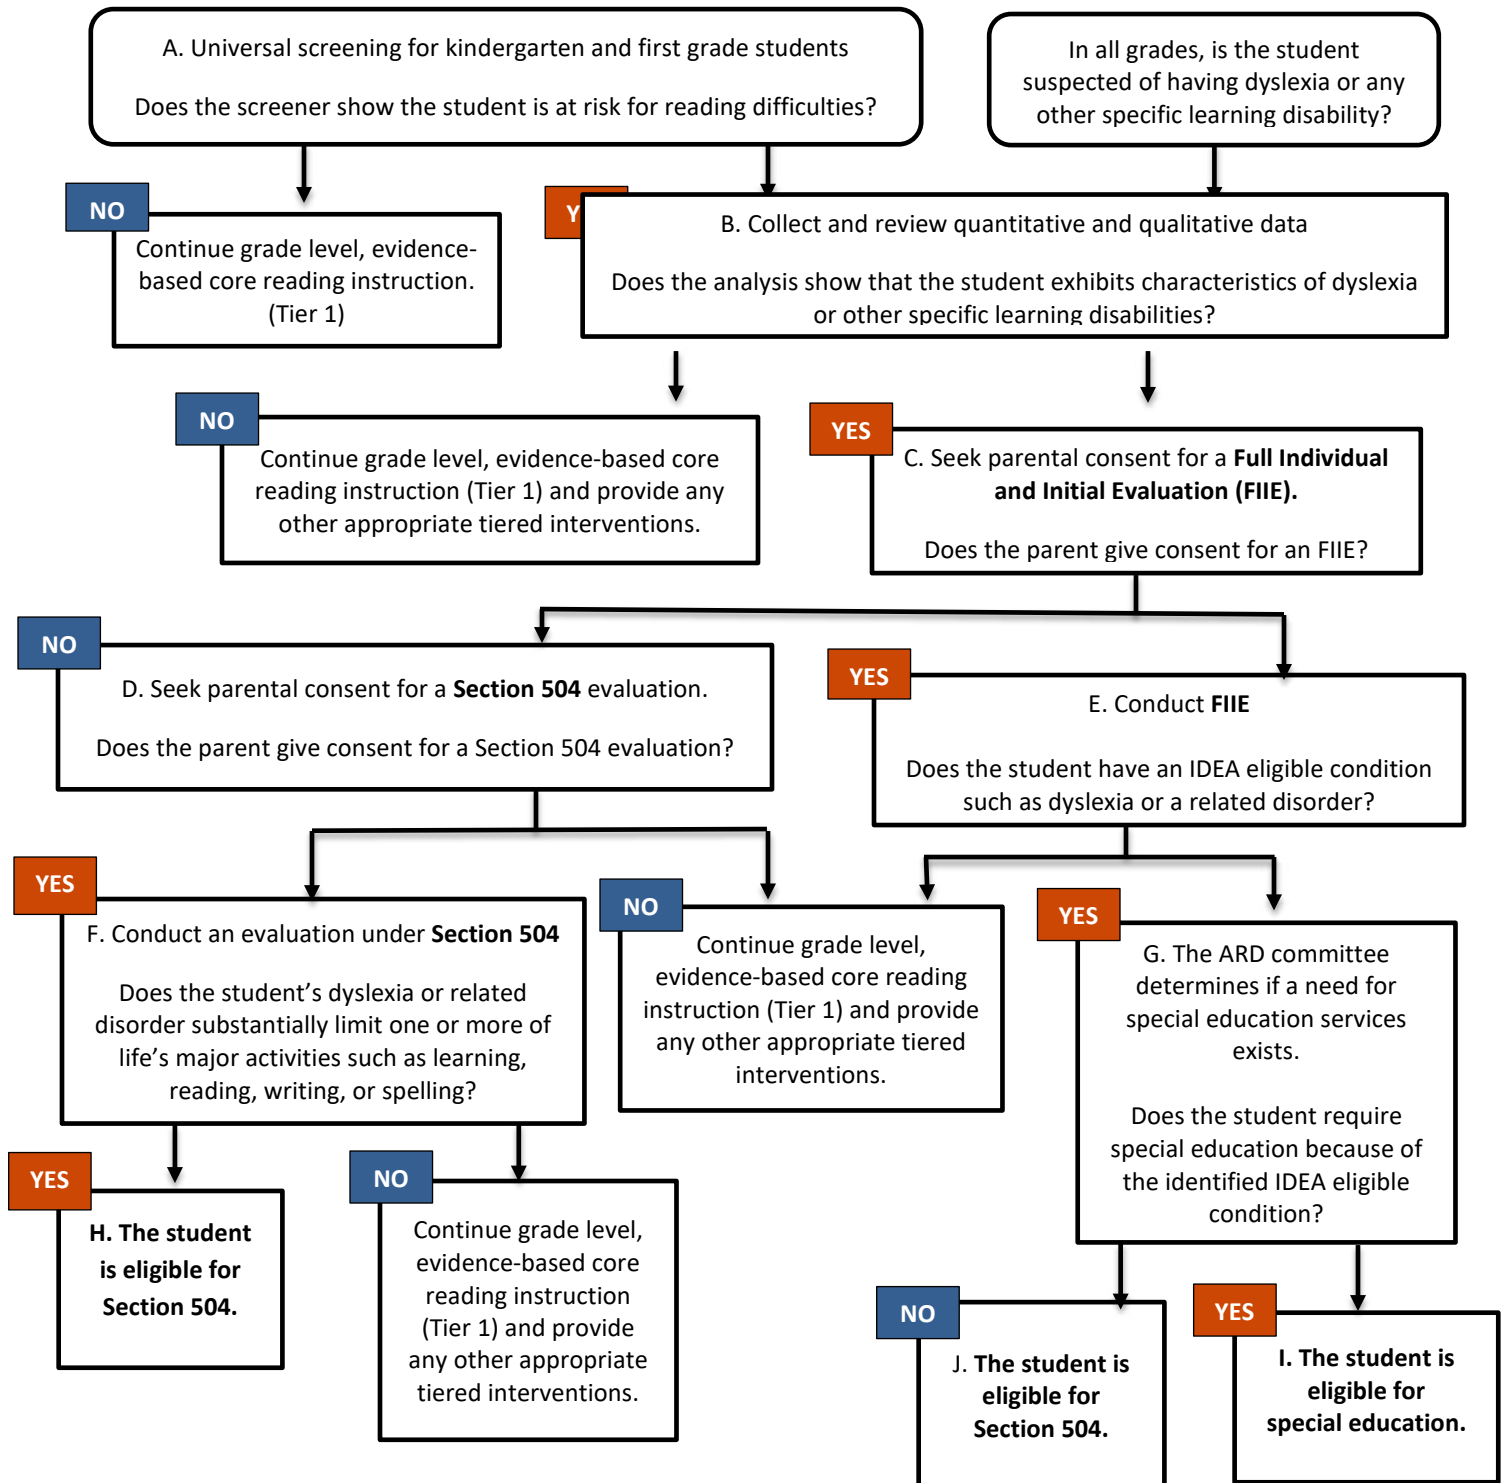 A. Universal screening for kindergarten and first grade students
Does the screener show the student is at risk for reading difficulties?
In all grades, is the student
suspected of having dyslexia or any
other specific learning disability?
NO
Continue grade level, evidence-
based core reading instruction.
(Tier 1)
Y
B. Collect and review quantitative and qualitative data
Does the analysis show that the student exhibits characteristics of dyslexia
or other specific learning disabilities?
NO
Continue grade level, evidence-based core
reading instruction (Tier 1) and provide any
other appropriate tiered interventions.
YES
C. Seek parental consent for a Full Individual
and Initial Evaluation (FIIE).
Does the parent give consent for an FIIE?
NO
D. Seek parental consent for a Section 504 evaluation.
Does the parent give consent for a Section 504 evaluation?
YES
E. Conduct FIIE
Does the student have an IDEA eligible condition
such as dyslexia or a related disorder?
YES
F. Conduct an evaluation under Section 504
Does the student’s dyslexia or related
disorder substantially limit one or more of
life’s major activities such as learning,
reading, writing, or spelling?
NO
Continue grade level,
evidence-based core reading
instruction (Tier 1) and provide
any other appropriate tiered
interventions.
YES
G. The ARD committee
determines if a need for
special education services
exists.
Does the student require
special education because of
the identified IDEA eligible
condition?
YES
H. The student
is eligible for
Section 504.
NO
Continue grade level,
evidence-based core
reading instruction
(Tier 1) and provide
any other appropriate
tiered interventions.
NO
J. The student is
eligible for
Section 504.
YES
I. The student is
eligible for
special education.